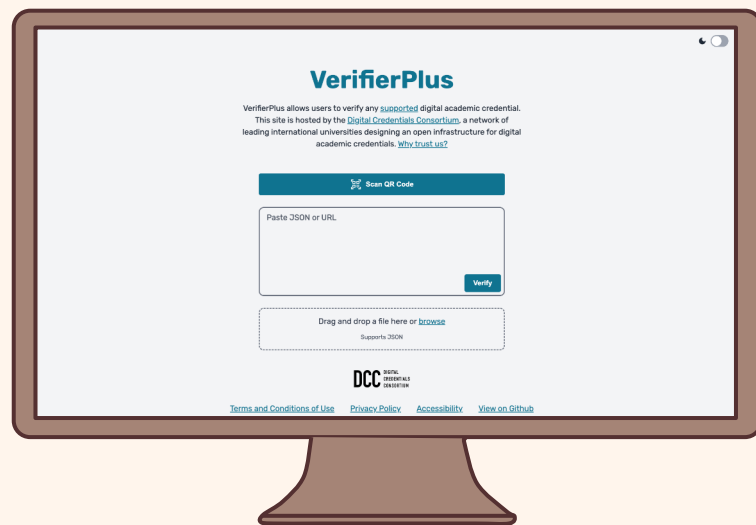 VerifierPlus
VerifierPlus allows users to verify any supported digital academic credential.
This site is hosted by the Digital Credentials Consortium, a network of
leading international universities designing an open infrastructure for digital
academic credentials. Why trust us?
Scan QR Code
Paste JSON or URL
Verify
Drag and drop a file here or browse
Supports JSON
DCC DIGITAL
CREDENTIALS
CONSORTIUM
Terms and Conditions of Use Privacy Policy Accessibility View on Github